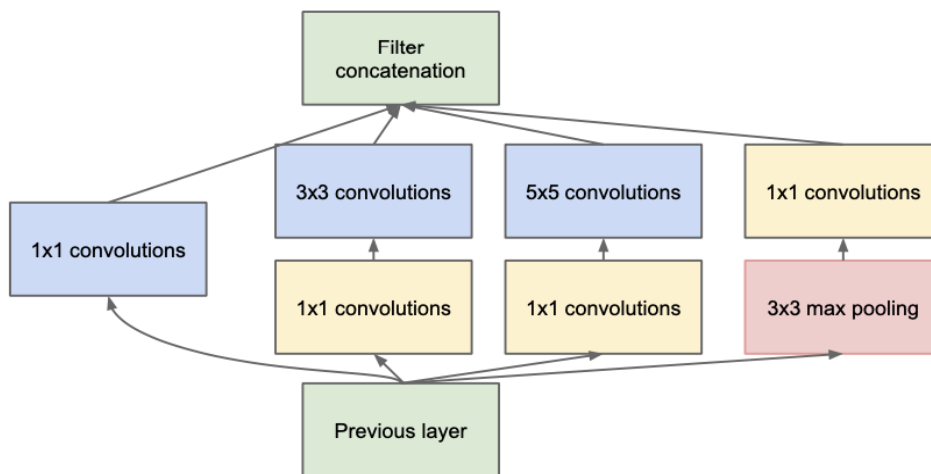 Filter
concatenation
3x3 convolutions
5x5 convolutions
1x1 convolutions
1x1 convolutions
1x1 convolutions
1x1 convolutions
3x3 max pooling
Previous layer